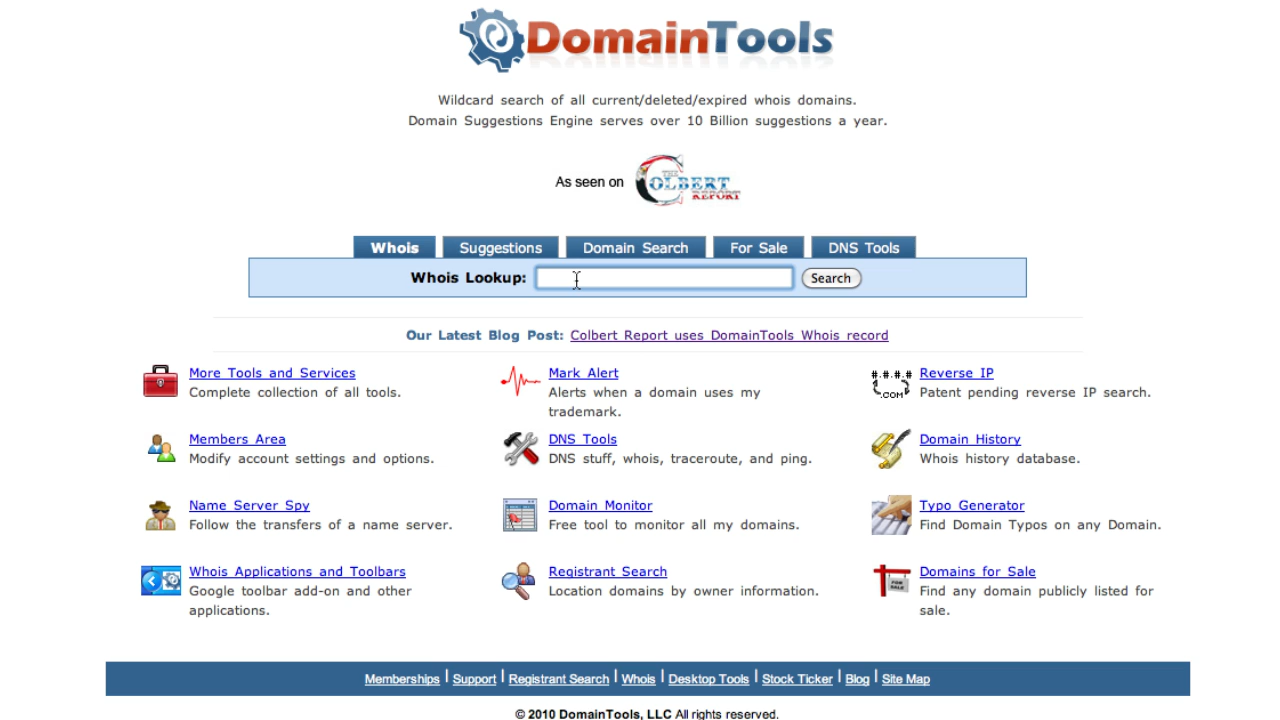 DomainTools
Wildcard search of all current/deleted/expired whois domains.
Domain Suggestions Engine serves over 10 Billion suggestions a year.
As seen on THE COLBERT REPORT
Whois Suggestions Domain Search For Sale DNS Tools
Whois Lookup: Search
Our Latest Blog Post: Colbert Report uses DomainTools Whois record
More Tools and Services
Complete collection of all tools.
Mark Alert
Alerts when a domain uses my
trademark.
#.#.#.#
.COM
Reverse IP
Patent pending reverse IP search.
Members Area
Modify account settings and options.
DNS Tools
DNS stuff, whois, traceroute, and ping.
Domain History
Whois history database.
Name Server Spy
Follow the transfers of a name server.
Domain Monitor
Free tool to monitor all my domains.
Typo Generator
Find Domain Typos on any Domain.
Whois Applications and Toolbars
Google toolbar add-on and other
applications.
Registrant Search
Location domains by owner information.
FOR
SALE
Domains for Sale
Find any domain publicly listed for
sale.
Memberships | Support | Registrant Search | Whois | Desktop Tools | Stock Ticker | Blog | Site Map
© 2010 DomainTools, LLC All rights reserved.